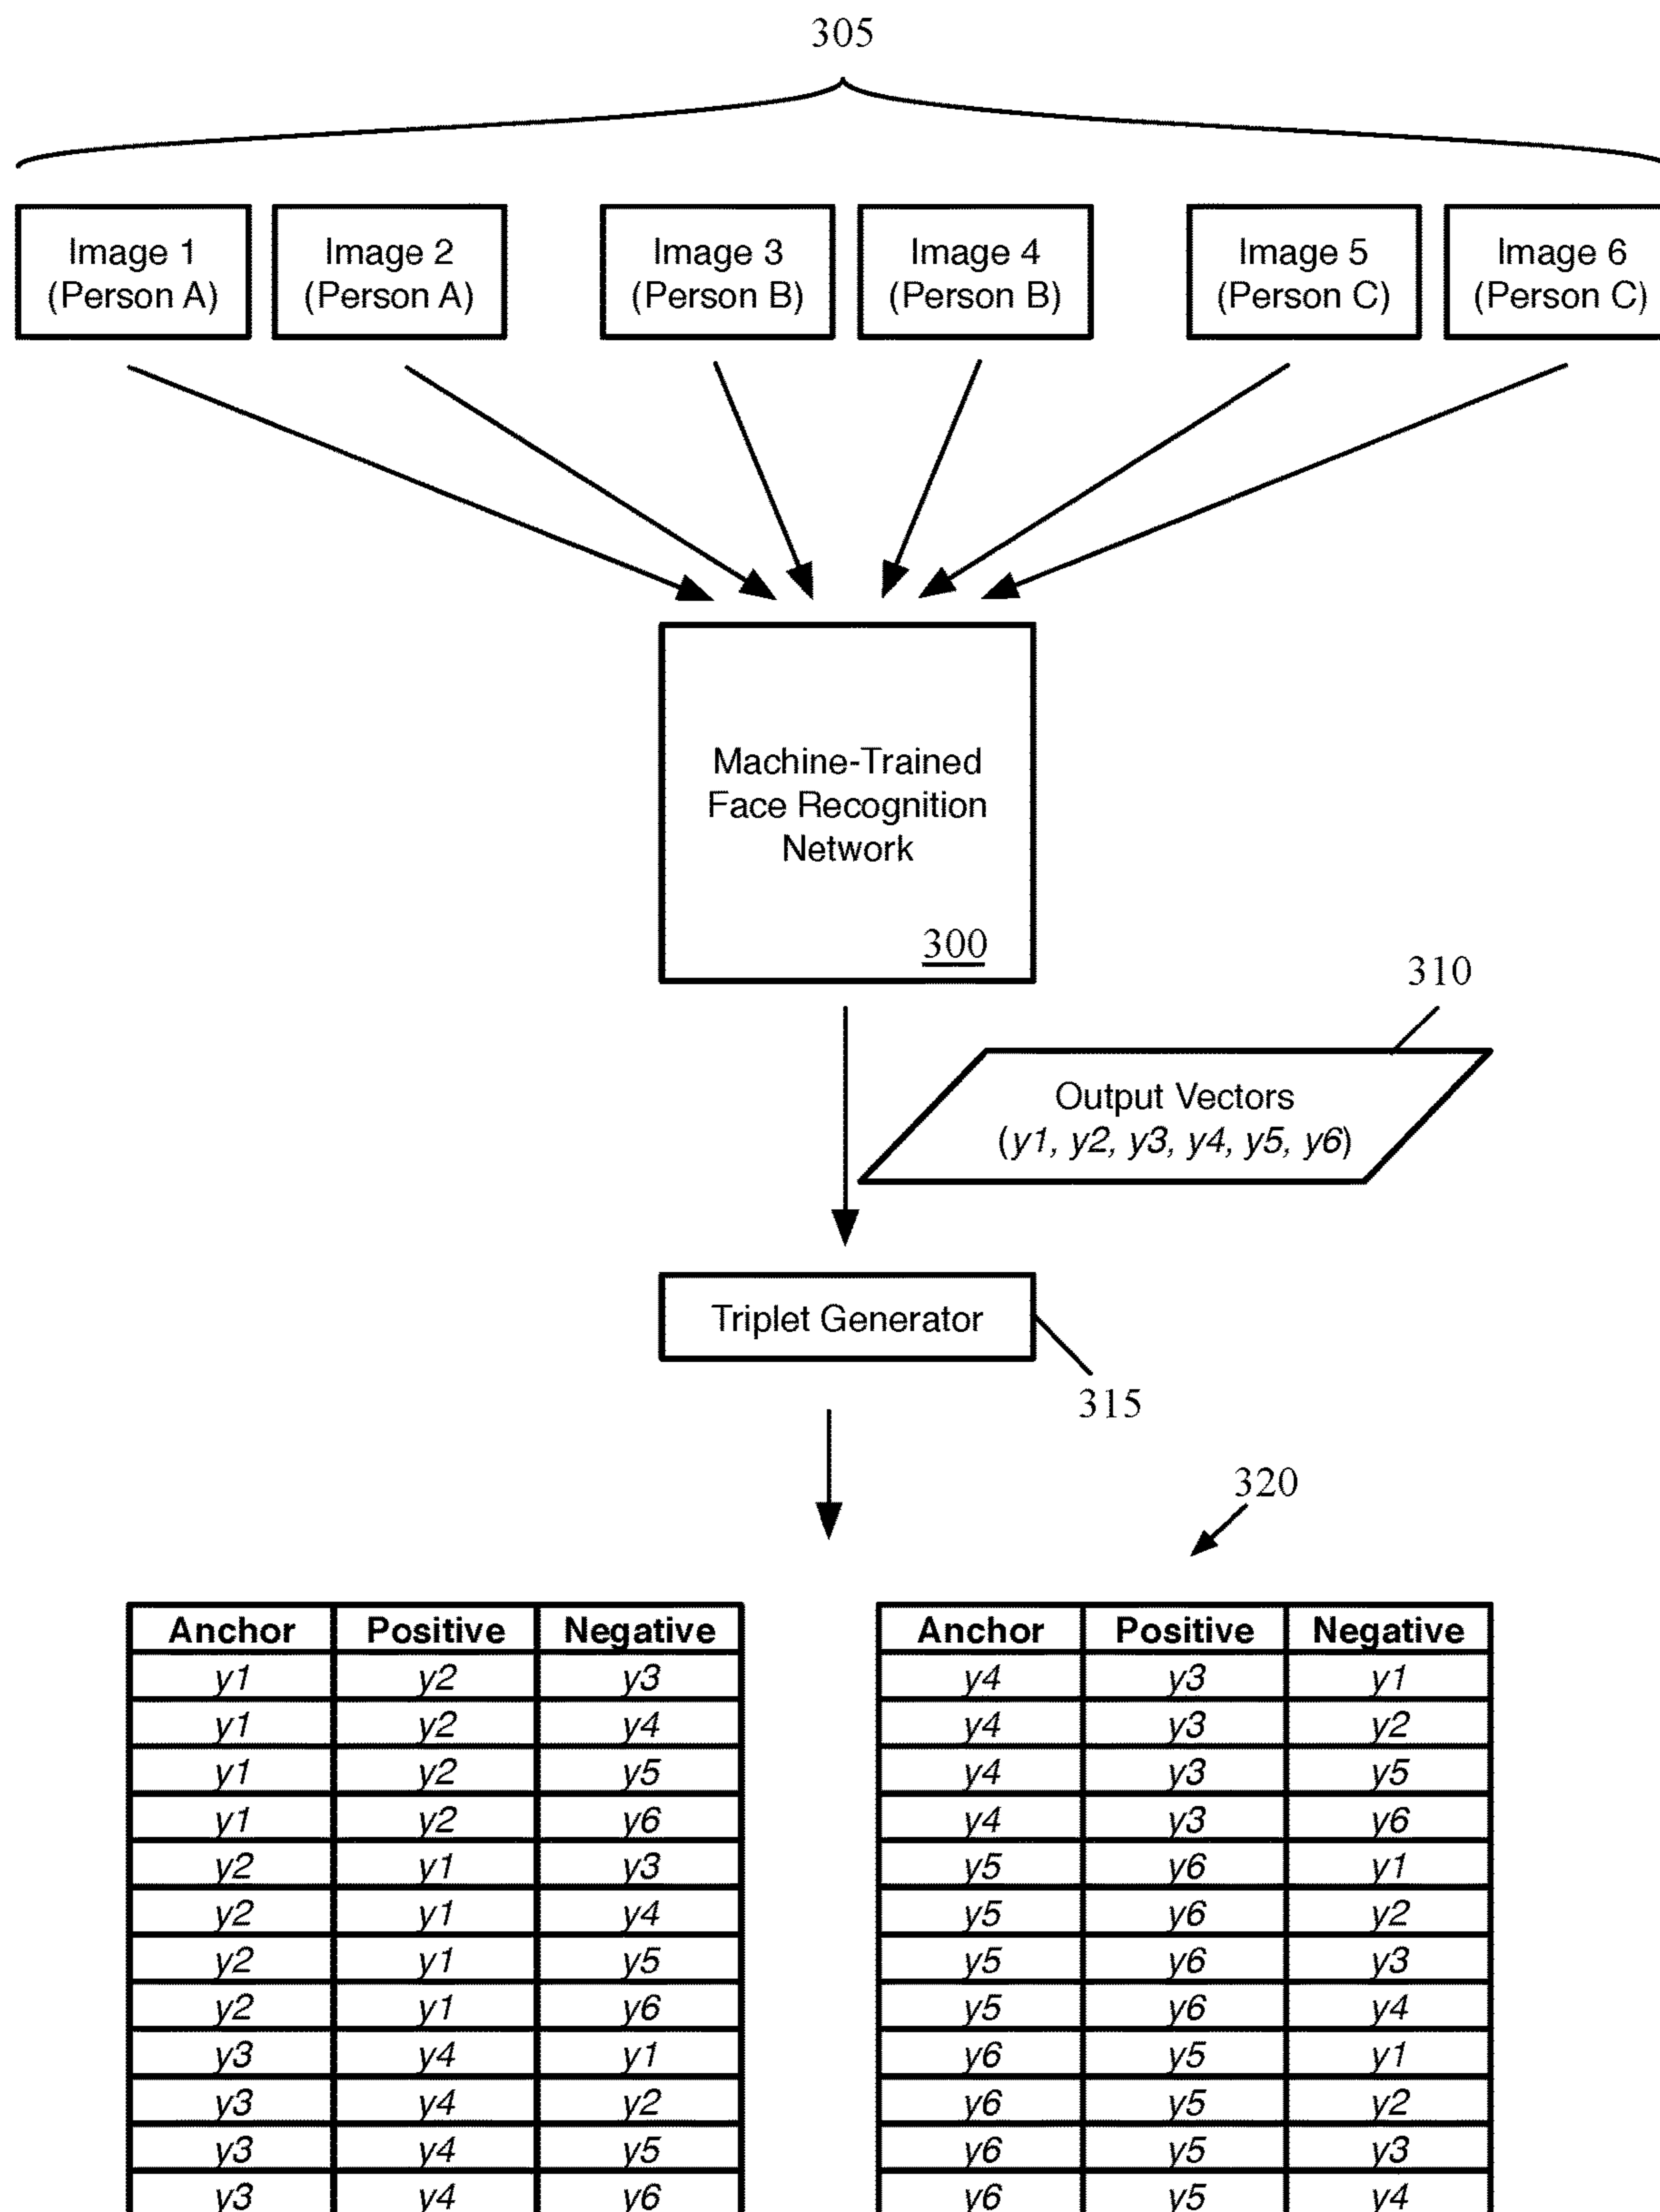 305
Image 1
(Person A)
Image 2
(Person A)
Image 3
(Person B)
Image 4
(Person B)
Image 5
(Person C)
Image 6
(Person C)
Machine-Trained
Face Recognition
Network
300
310
Output Vectors
(y1, y2, y3, y4, y5, y6)
Triplet Generator
315
320
Anchor Positive Negative
y1 y2 y3
y1 y2 y4
y1 y2 y5
y1 y2 y6
y2 y1 y3
y2 y1 y4
y2 y1 y5
y2 y1 y6
y3 y4 y1
y3 y4 y2
y3 y4 y5
y3 y4 y6
Anchor Positive Negative
y4 y3 y1
y4 y3 y2
y4 y3 y5
y4 y3 y6
y5 y6 y1
y5 y6 y2
y5 y6 y3
y5 y6 y4
y6 y5 y1
y6 y5 y2
y6 y5 y3
y6 y5 y4